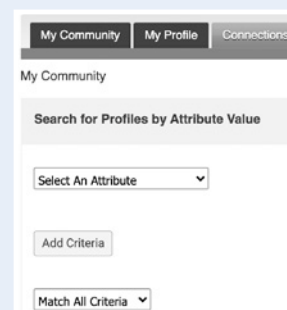 My Community My Profile Connections
My Community
Search for Profiles by Attribute Value
Select An Attribute
Add Criteria
Match All Criteria